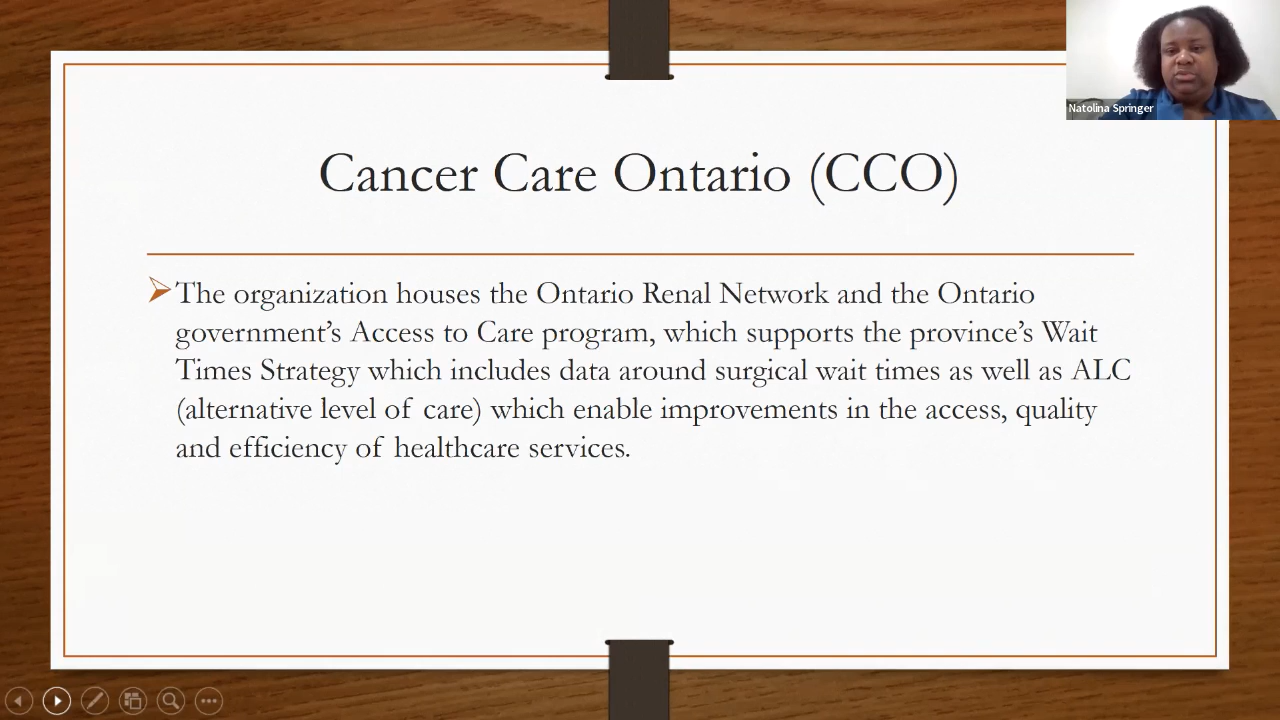 Cancer Care Ontario (CCO)
The organization houses the Ontario Renal Network and the Ontario
government’s Access to Care program, which supports the province’s Wait
Times Strategy which includes data around surgical wait times as well as ALC
(alternative level of care) which enable improvements in the access, quality
and efficiency of healthcare services.
Natolina Springer